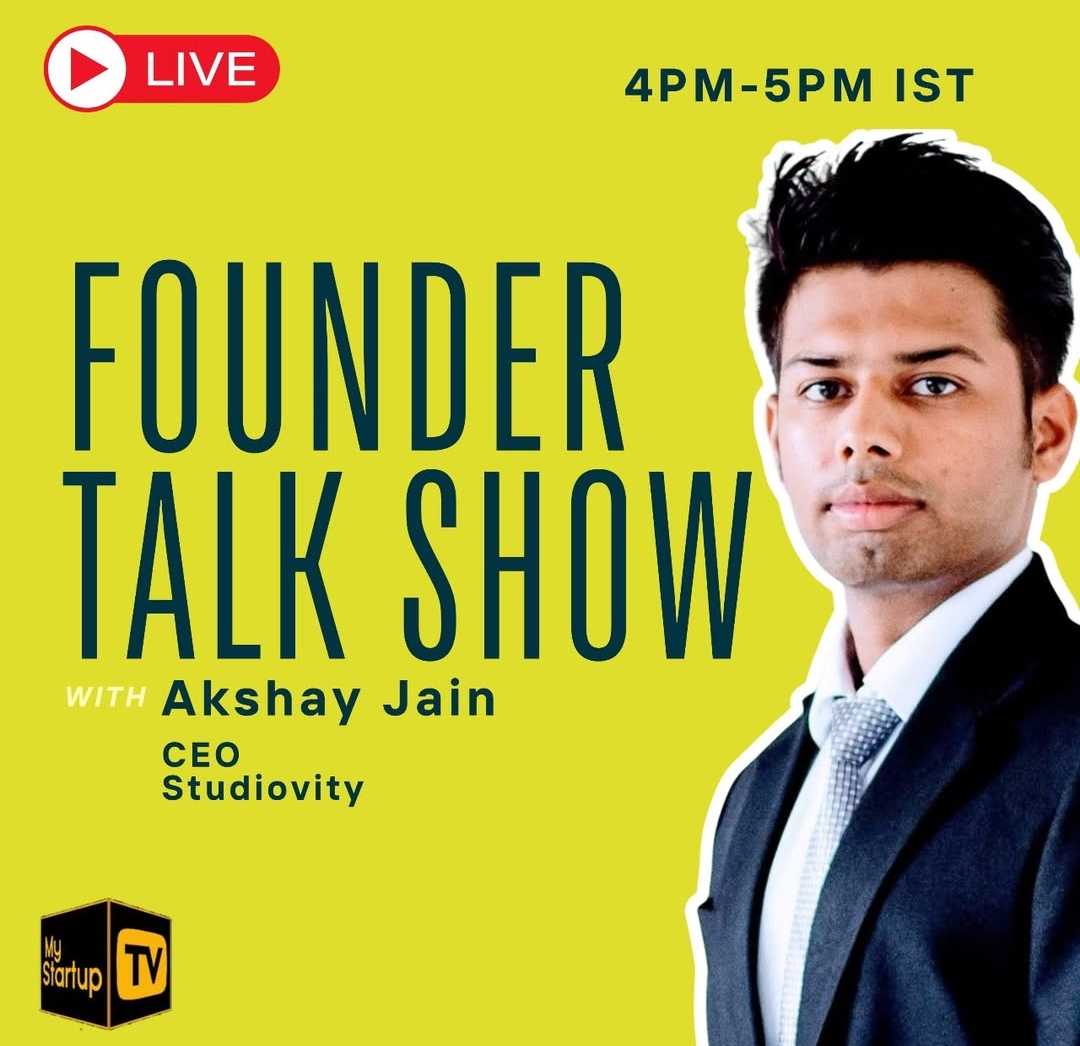 LIVE
4PM-5PM IST
FOUNDER
TALK SHOW
WITH Akshay Jain
CEO
Studiovity
My
Startup
TV